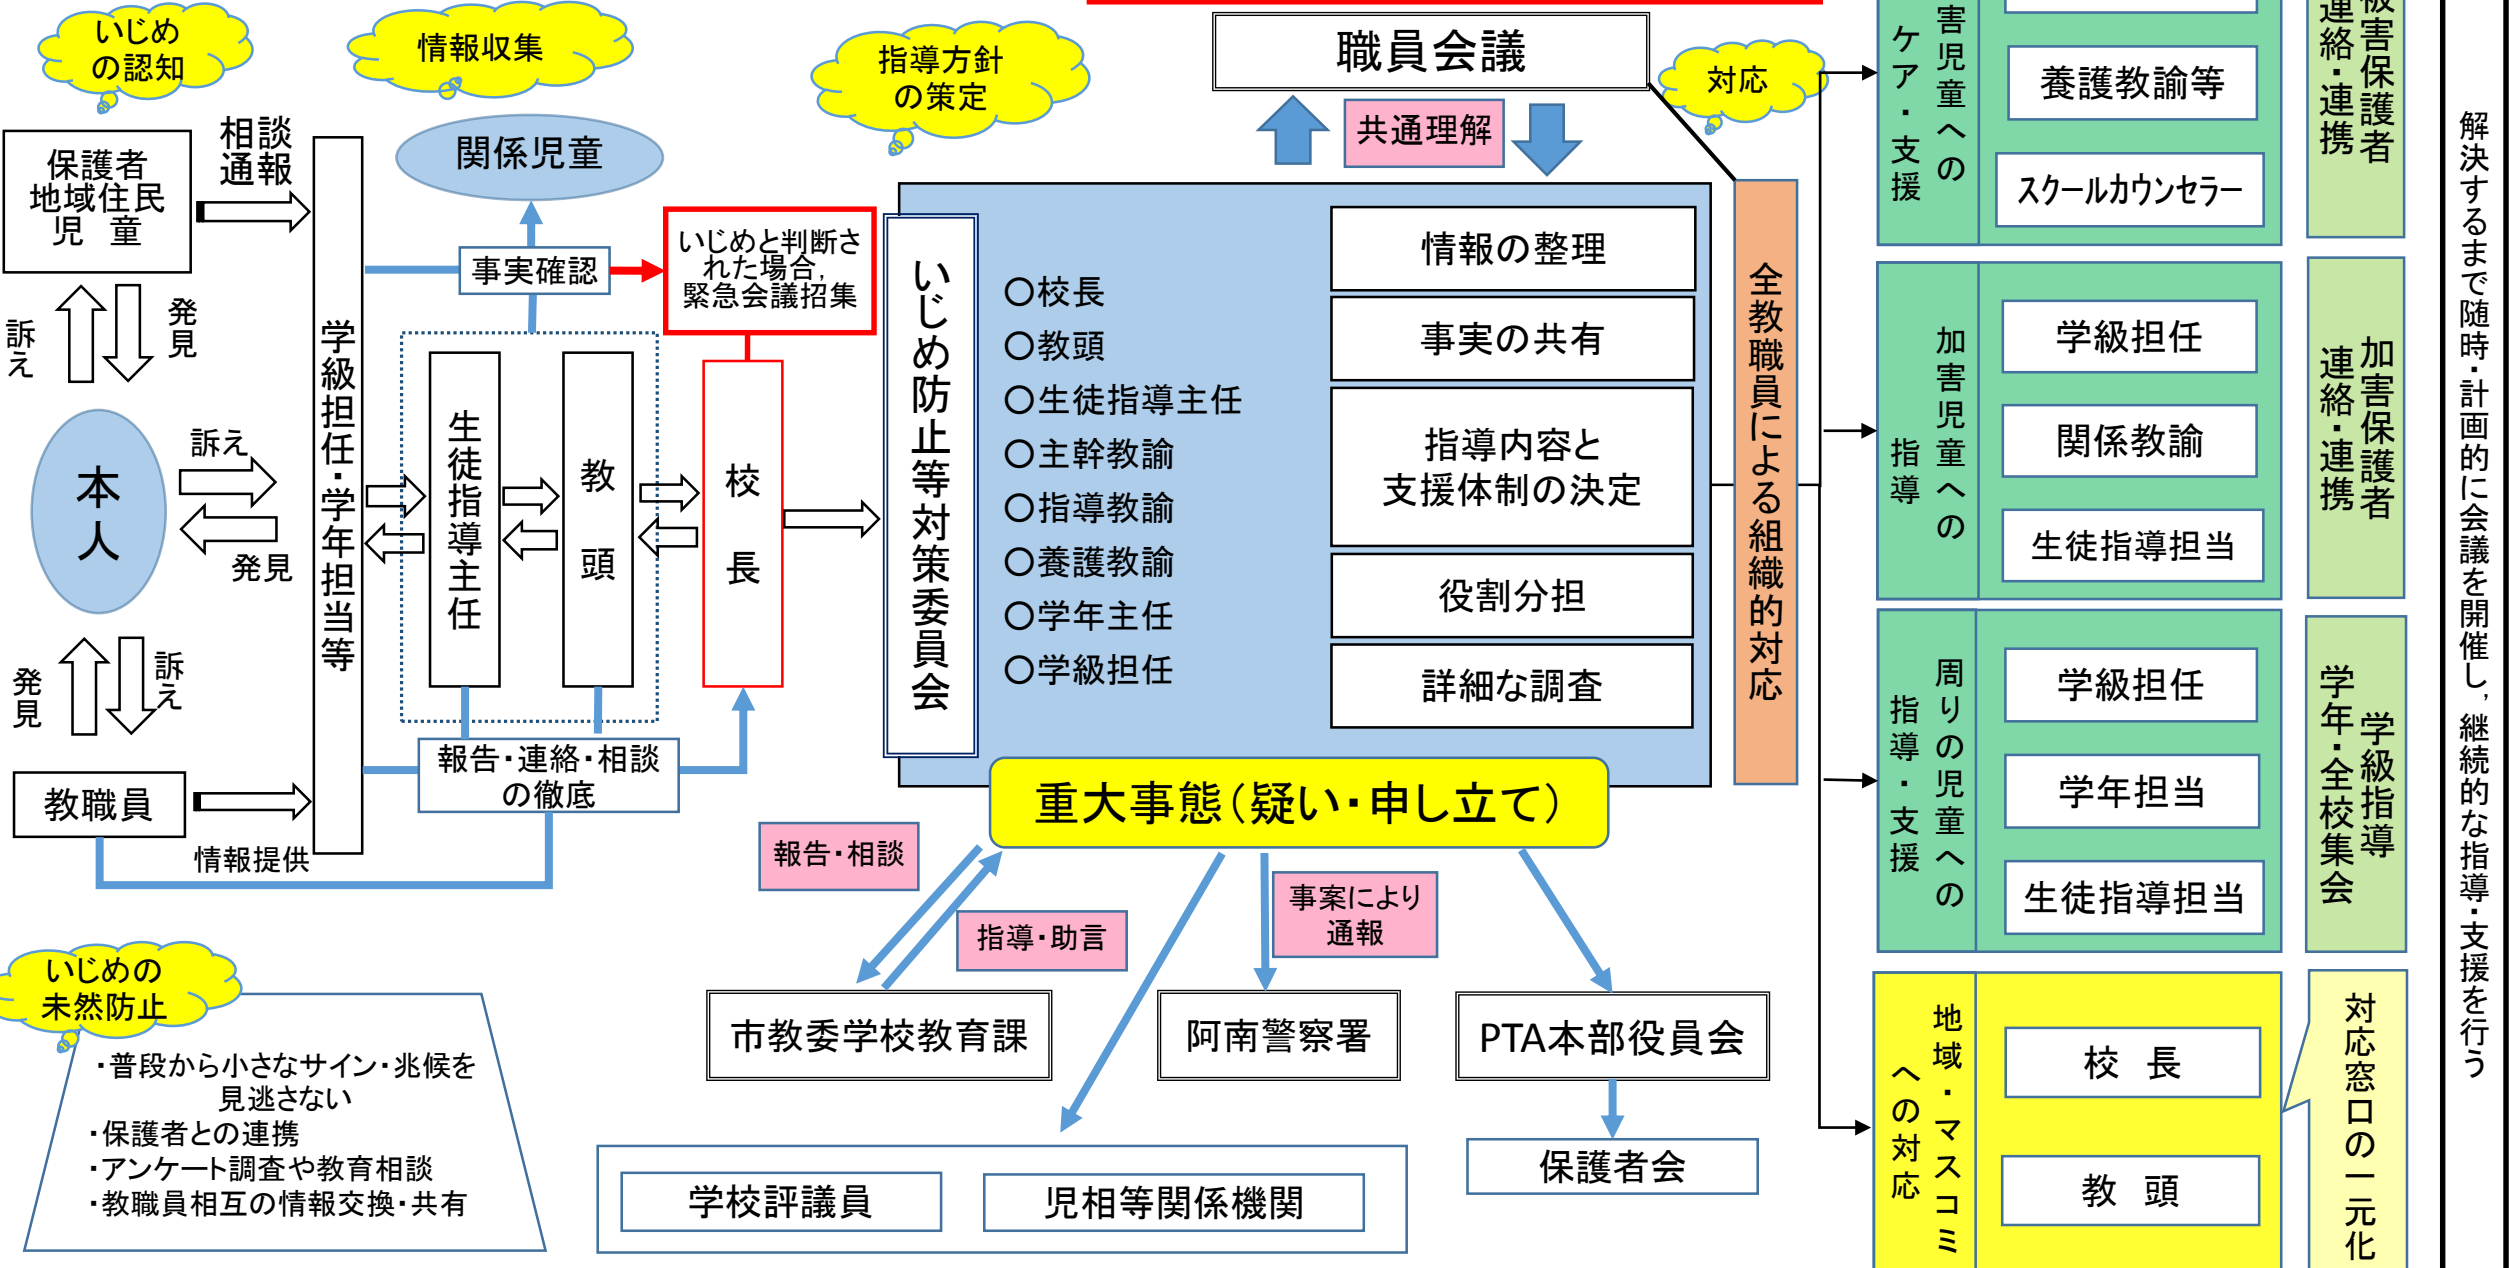 いじめ
の認知
情報収集
指導方針
の策定
職員会議
対応
共通理解
保護者
地域住民
児　童
相談
通報
関係児童
事実確認
いじめと判断さ
れた場合,
緊急会議招集
訴え
発見
本人
訴え
発見
発見
訴え
教職員
情報提供
学級担任・学年担当等
生徒指導主任
教頭
校長
報告・連絡・相談
の徹底
いじめ防止等対策委員会
〇校長
〇教頭
〇生徒指導主任
〇主幹教諭
〇指導教諭
〇養護教諭
〇学年主任
〇学級担任
情報の整理
事実の共有
指導内容と
支援体制の決定
役割分担
詳細な調査
全教職員による組織的対応
重大事態（疑い・申し立て）
報告・相談
指導・助言
事案により
通報
市教委学校教育課
阿南警察署
PTA本部役員会
保護者会
学校評議員
児相等関係機関
いじめの
未然防止
・普段から小さなサイン・兆候を
見逃さない
・保護者との連携
・アンケート調査や教育相談
・教職員相互の情報交換・共有
害児童への
ケア・支援
養護教諭等
スクールカウンセラー
被害保護者
連絡・連携
加害児童への
指導
学級担任
関係教諭
生徒指導担当
加害保護者
連絡・連携
周りの児童への
指導・支援
学級担任
学年担当
生徒指導担当
学級指導
学年・全校集会
地域・マスコミ
への対応
校　長
教　頭
対応窓口の一元化
解決するまで随時・計画的に会議を開催し,継続的な指導・支援を行う